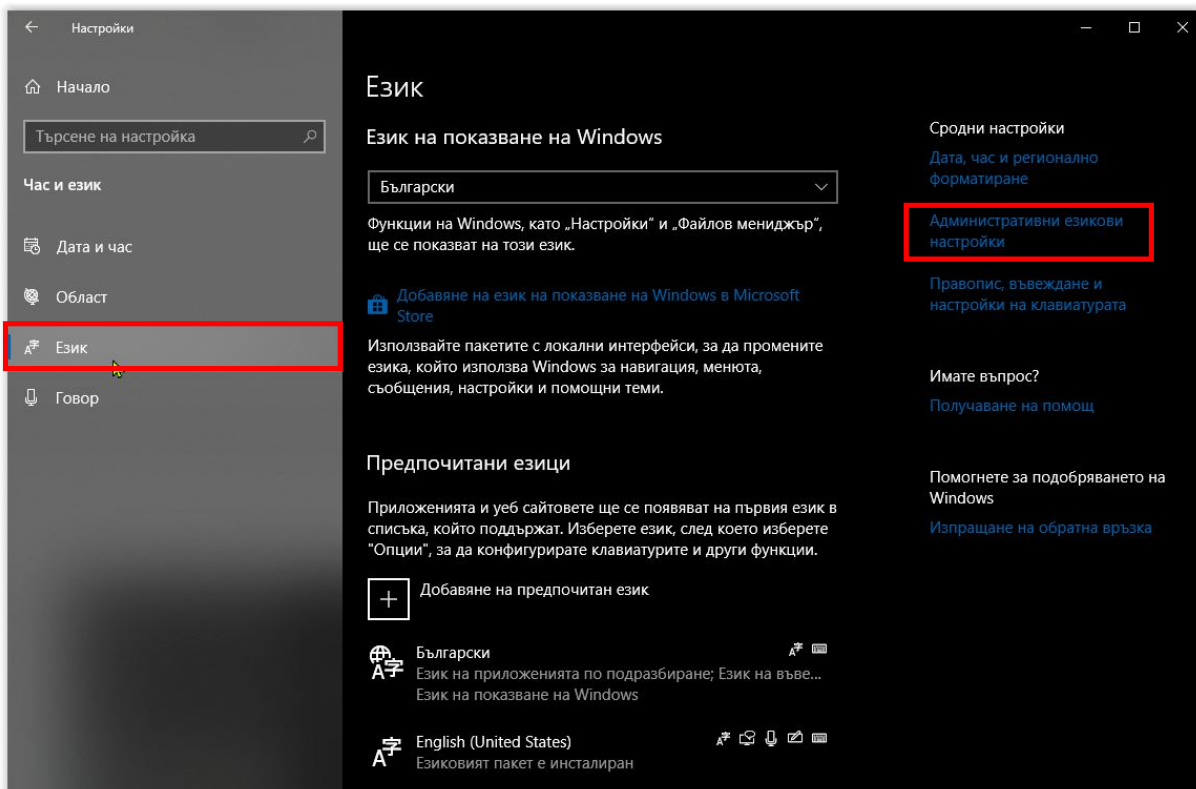 Настройки
Начало
Търсене на настройка
Час и език
Дата и час
Област
Език
Говор
Език
Език на показване на Windows
Български
Функции на Windows, като „Настройки“ и „Файлов мениджър“,
ще се показват на този език.
Добавяне на език на показване на Windows в Microsoft
Store
Използвайте пакетите с локални интерфейси, за да промените
езика, който използва Windows за навигация, менюта,
съобщения, настройки и помощни теми.
Предпочитани езици
Приложенията и уеб сайтовете ще се появяват на първия език в
списъка, който поддържат. Изберете език, след което изберете
"Опции", за да конфигурирате клавиатурите и други функции.
Добавяне на предпочитан език
Български
Език на приложенията по подразбиране; Език на въве...
Език на показване на Windows
English (United States)
Езиковият пакет е инсталиран
Сродни настройки
Дата, час и регионално
форматиране
Административни езикови
настройки
Правопис, въвеждане и
настройки на клавиатурата
Имате въпрос?
Получаване на помощ
Помогнете за подобряването на
Windows
Изпращане на обратна връзка